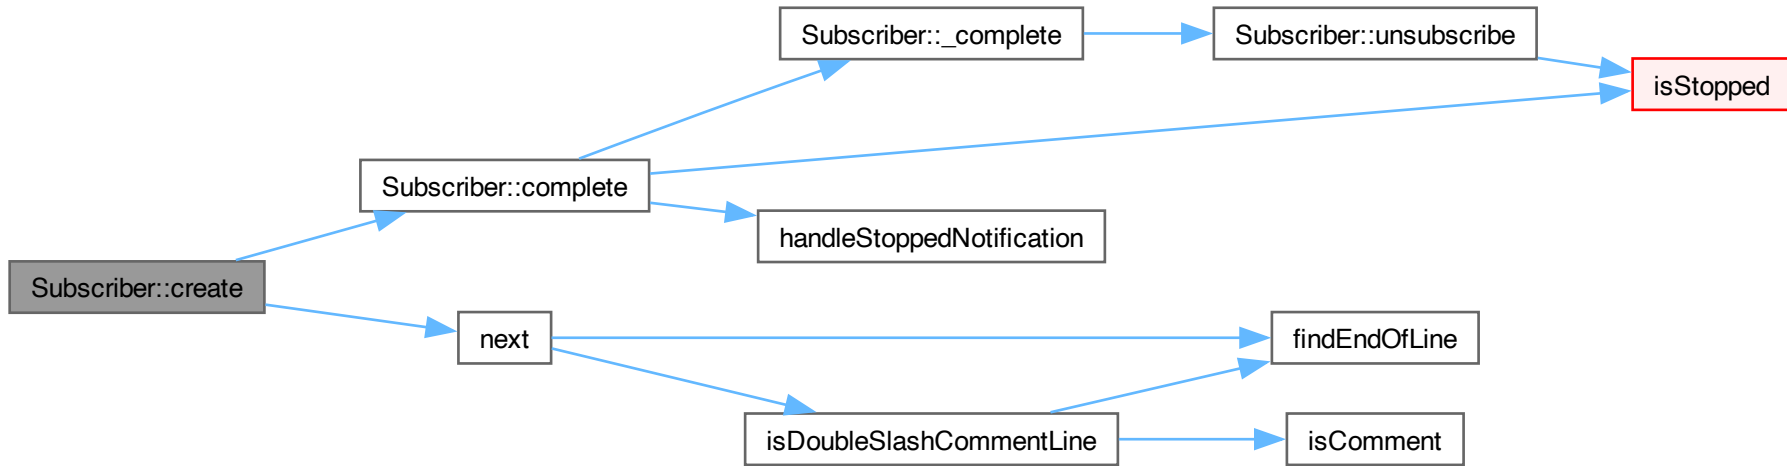 Subscriber::_complete
Subscriber::unsubscribe
isStopped
Subscriber::complete
handleStoppedNotification
Subscriber::create
next
findEndOfLine
isDoubleSlashCommentLine
isComment